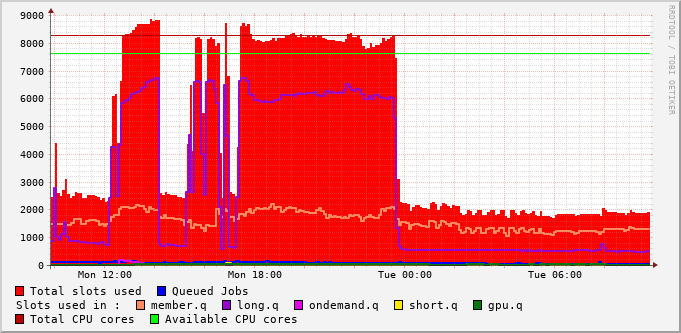 9000
8000
7000
6000
5000
4000
3000
2000
1000
0
Mon 12:00 Mon 18:00 Tue 00:00 Tue 06:00
RRDTOOL / TOBI OETIKER
Total slots used Queued Jobs
Slots used in : member.q long.q ondemand.q short.q gpu.q
Total CPU cores Available CPU cores